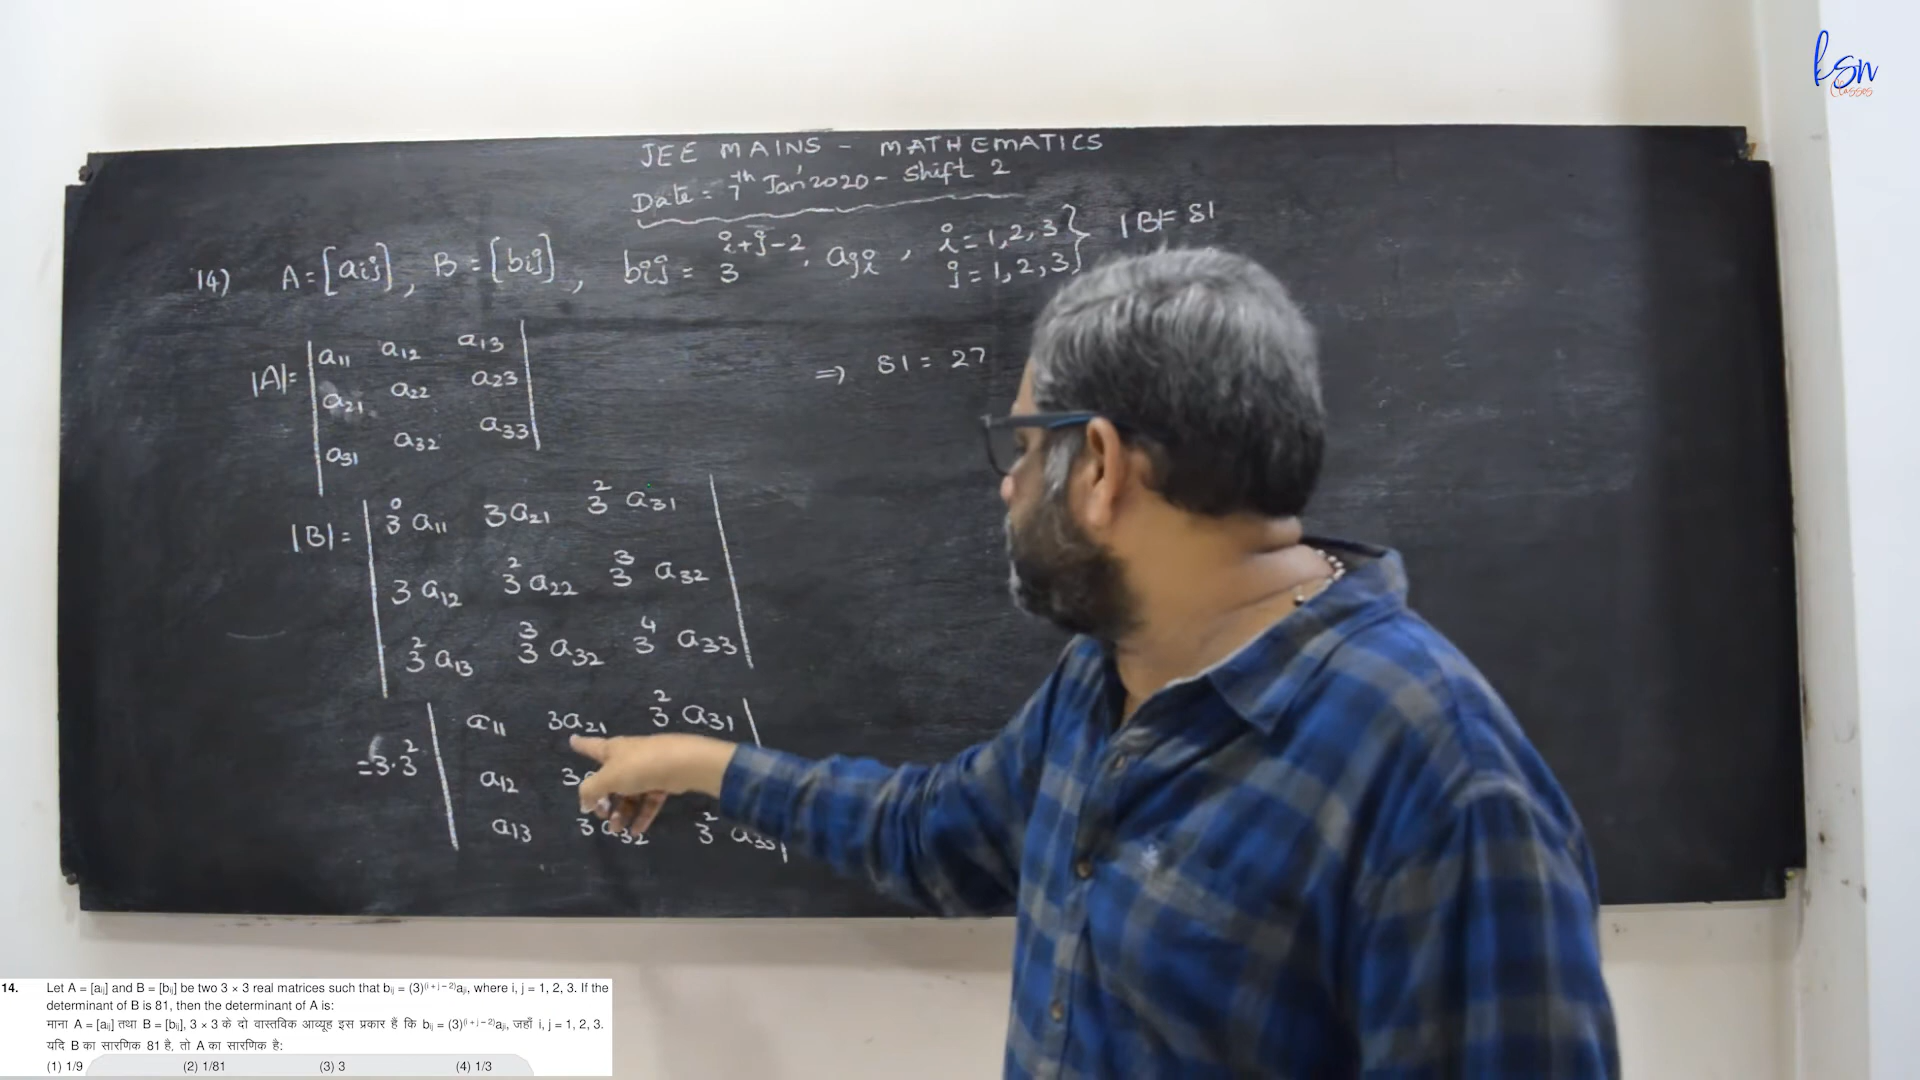 ksn
Classes
JEE MAINS - MATHEMATICS
Date : 7th Jan'2020 - Shift 2
14) A = [aij], B = [bij], bij = 3^(i+j-2) . aji , i = 1,2,3 } |B| = 81
j = 1,2,3 }
|A| = | a11 a12 a13 |
| a21 a22 a23 |
| a31 a32 a33 |
⇒ 81 = 27
|B| = | 3^0 a11 3a21 3^2 a31 |
| 3 a12 3^2 a22 3^3 a32 |
| 3^2 a13 3^3 a32 3^4 a33 |
= 3.3^2 | a11 3a21 3^2 a31 |
a12 3
a13 3 a32 3^2
14. Let A = [aij] and B = [bij] be two 3 × 3 real matrices such that bij = (3)^(i + j – 2)aji, where i, j = 1, 2, 3. If the
determinant of B is 81, then the determinant of A is:
माना A = [aij] तथा B = [bij], 3 × 3 के दो वास्तविक आव्यूह इस प्रकार हैं कि bij = (3)^(i + j – 2)aji, जहाँ i, j = 1, 2, 3.
यदि B का सारणिक 81 है, तो A का सारणिक है:
(1) 1/9 (2) 1/81 (3) 3 (4) 1/3